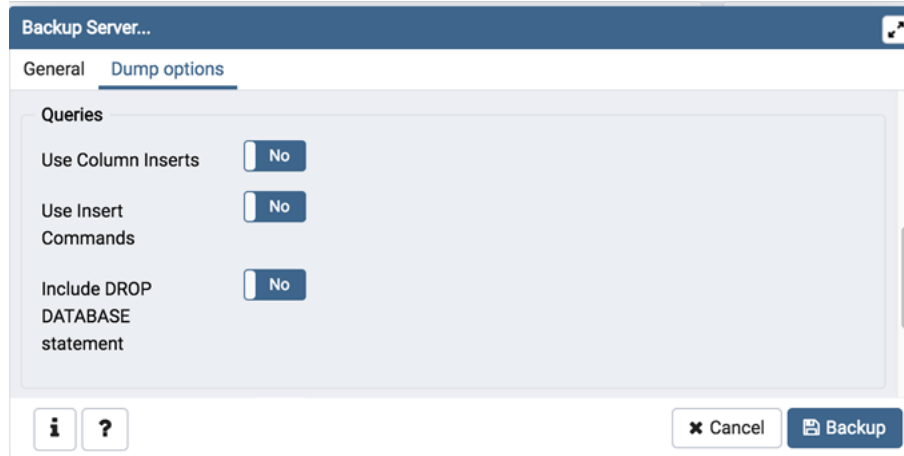 Backup Server...
General Dump options
Queries
Use Column Inserts No
Use Insert No
Commands
Include DROP No
DATABASE
statement
i ? Cancel Backup